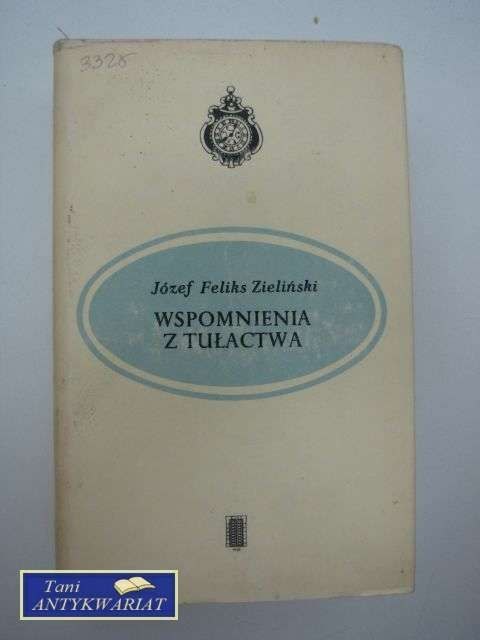 3328
Józef Feliks Zieliński
WSPOMNIENIA
Z TUŁACTWA
Tani
ANTYKWARIAT